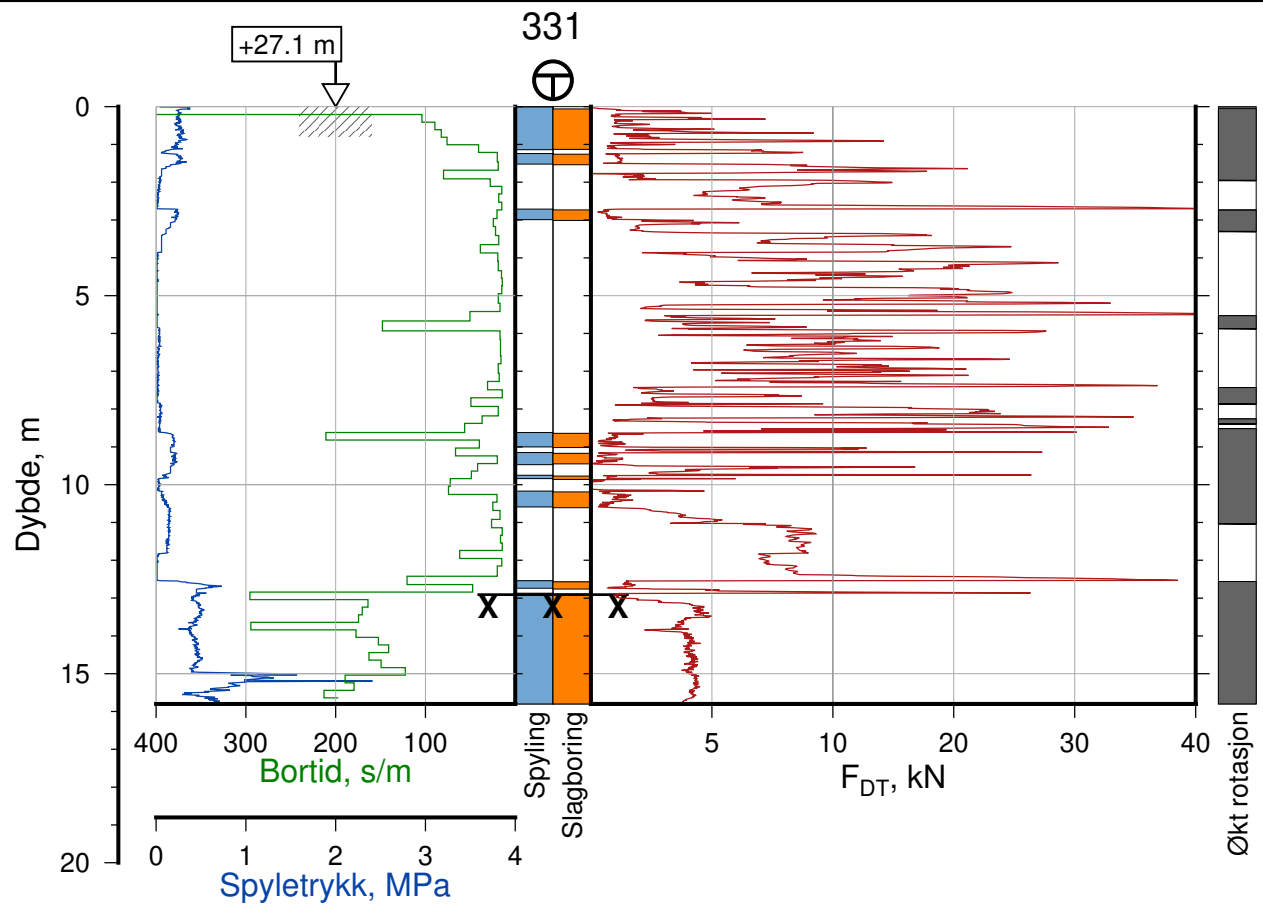 331
+27.1 m
0
5
10
15
20
Dybde, m
400 300 200 100
Bortid, s/m
0 1 2 3 4
Spyletrykk, MPa
Spyling
Slagboring
X X X
5 10 20 30 40
F_DT, kN
Økt rotasjon